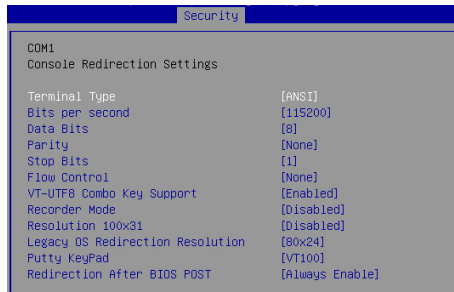 Security
COM1
Console Redirection Settings
Terminal Type [ANSI]
Bits per second [115200]
Data Bits [8]
Parity [None]
Stop Bits [1]
Flow Control [None]
VT-UTF8 Combo Key Support [Enabled]
Recorder Mode [Disabled]
Resolution 100x31 [Disabled]
Legacy OS Redirection Resolution [80x24]
Putty KeyPad [VT100]
Redirection After BIOS POST [Always Enable]